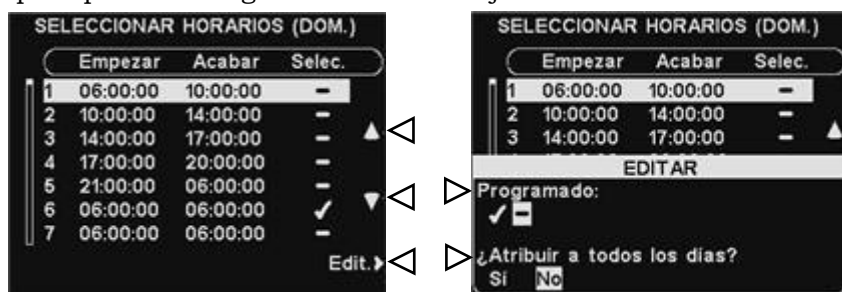 SELECCIONAR HORARIOS (DOM.)
Empezar Acabar Selec.
1 06:00:00 10:00:00 –
2 10:00:00 14:00:00 –
3 14:00:00 17:00:00 –
4 17:00:00 20:00:00 –
5 21:00:00 06:00:00 –
6 06:00:00 06:00:00 ✓
7 06:00:00 06:00:00 –
Edit.
SELECCIONAR HORARIOS (DOM.)
Empezar Acabar Selec.
1 06:00:00 10:00:00 –
2 10:00:00 14:00:00 –
3 14:00:00 17:00:00 –
EDITAR
Programado:
✓ –
¿Atribuir a todos los días?
Sí No